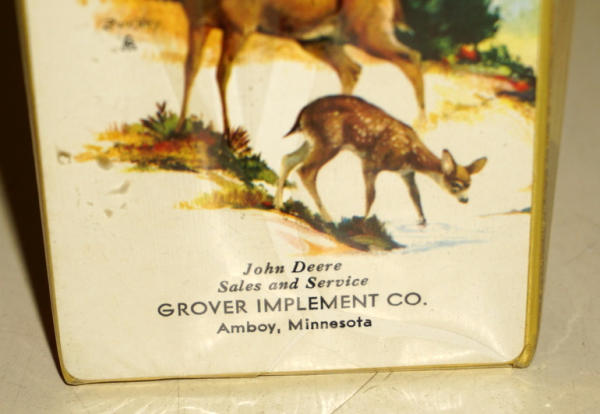 John Deere
Sales and Service
GROVER IMPLEMENT CO.
Amboy, Minnesota